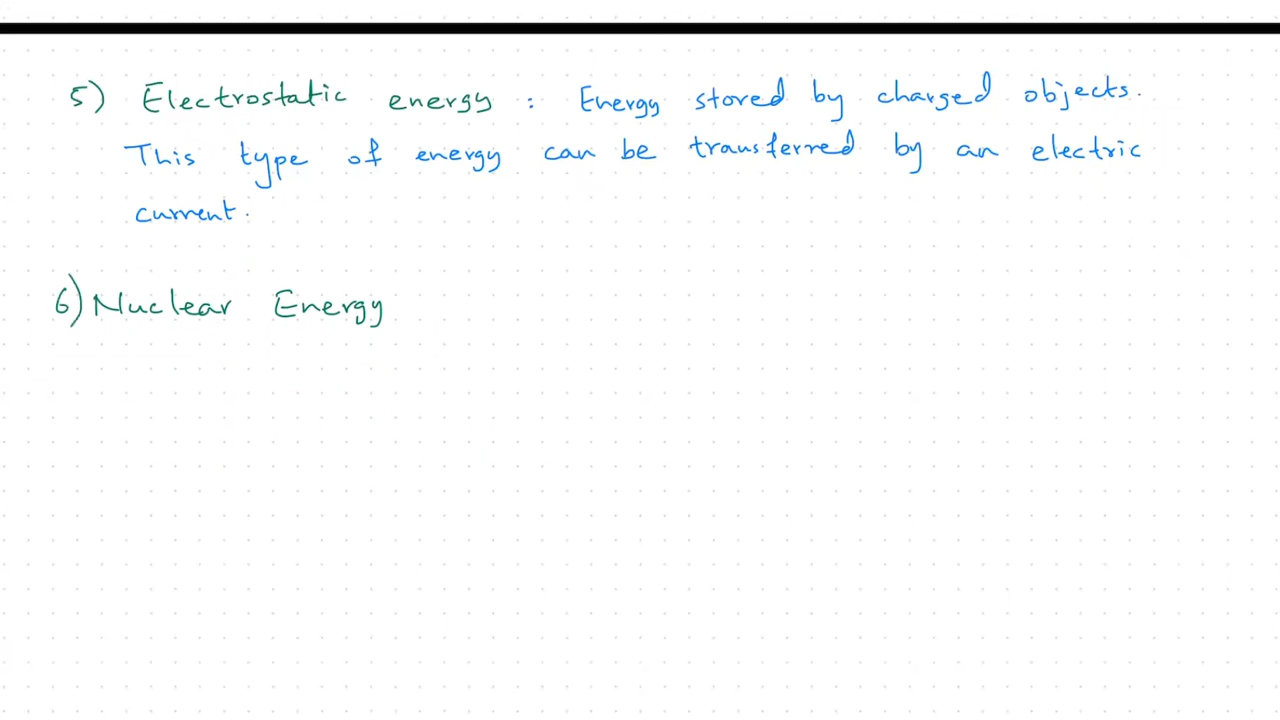 5) Electrostatic energy : Energy stored by charged objects.
This type of energy can be transferred by an electric
current.
6) Nuclear Energy